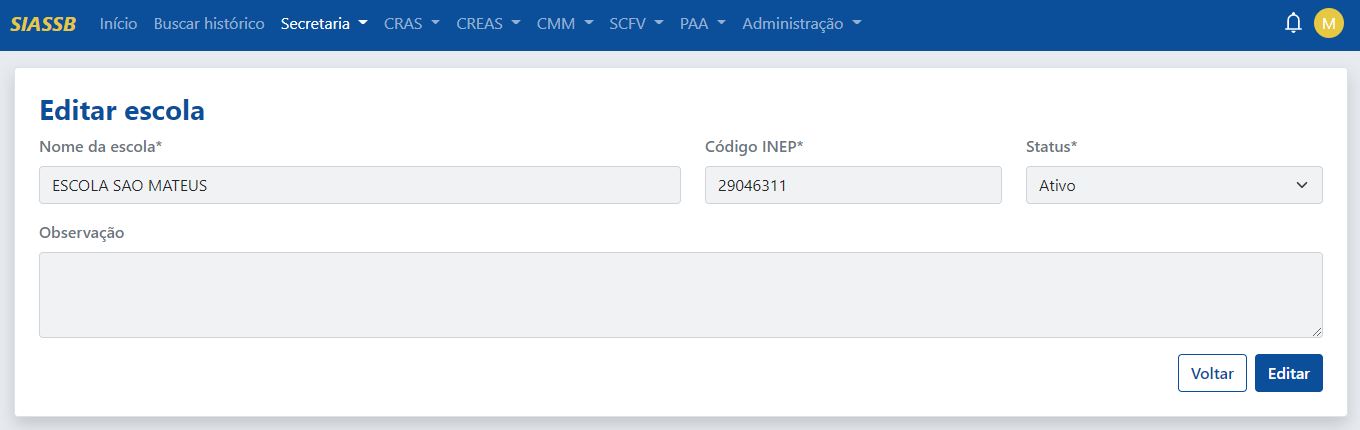 SIASSB Início Buscar histórico Secretaria CRAS CREAS CMM SCFV PAA Administração M
Editar escola
Nome da escola* Código INEP* Status*
ESCOLA SAO MATEUS 29046311 Ativo
Observação
Voltar Editar